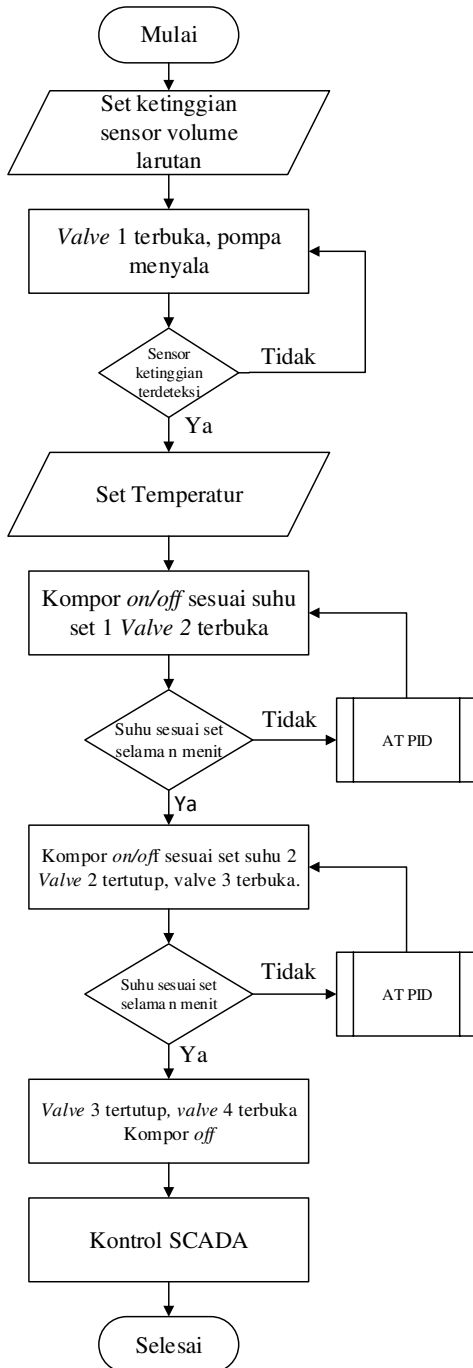 Mulai
Set ketinggian
sensor volume
larutan
Valve 1 terbuka, pompa
menyala
Sensor
ketinggian
terdeteksi
Tidak
Ya
Set Temperatur
Kompor on/off sesuai suhu
set 1 Valve 2 terbuka
Suhu sesuai set
selama n menit
Tidak
AT PID
Ya
Kompor on/off sesuai set suhu 2
Valve 2 tertutup, valve 3 terbuka.
Suhu sesuai set
selama n menit
Tidak
AT PID
Ya
Valve 3 tertutup, valve 4 terbuka
Kompor off
Kontrol SCADA
Selesai